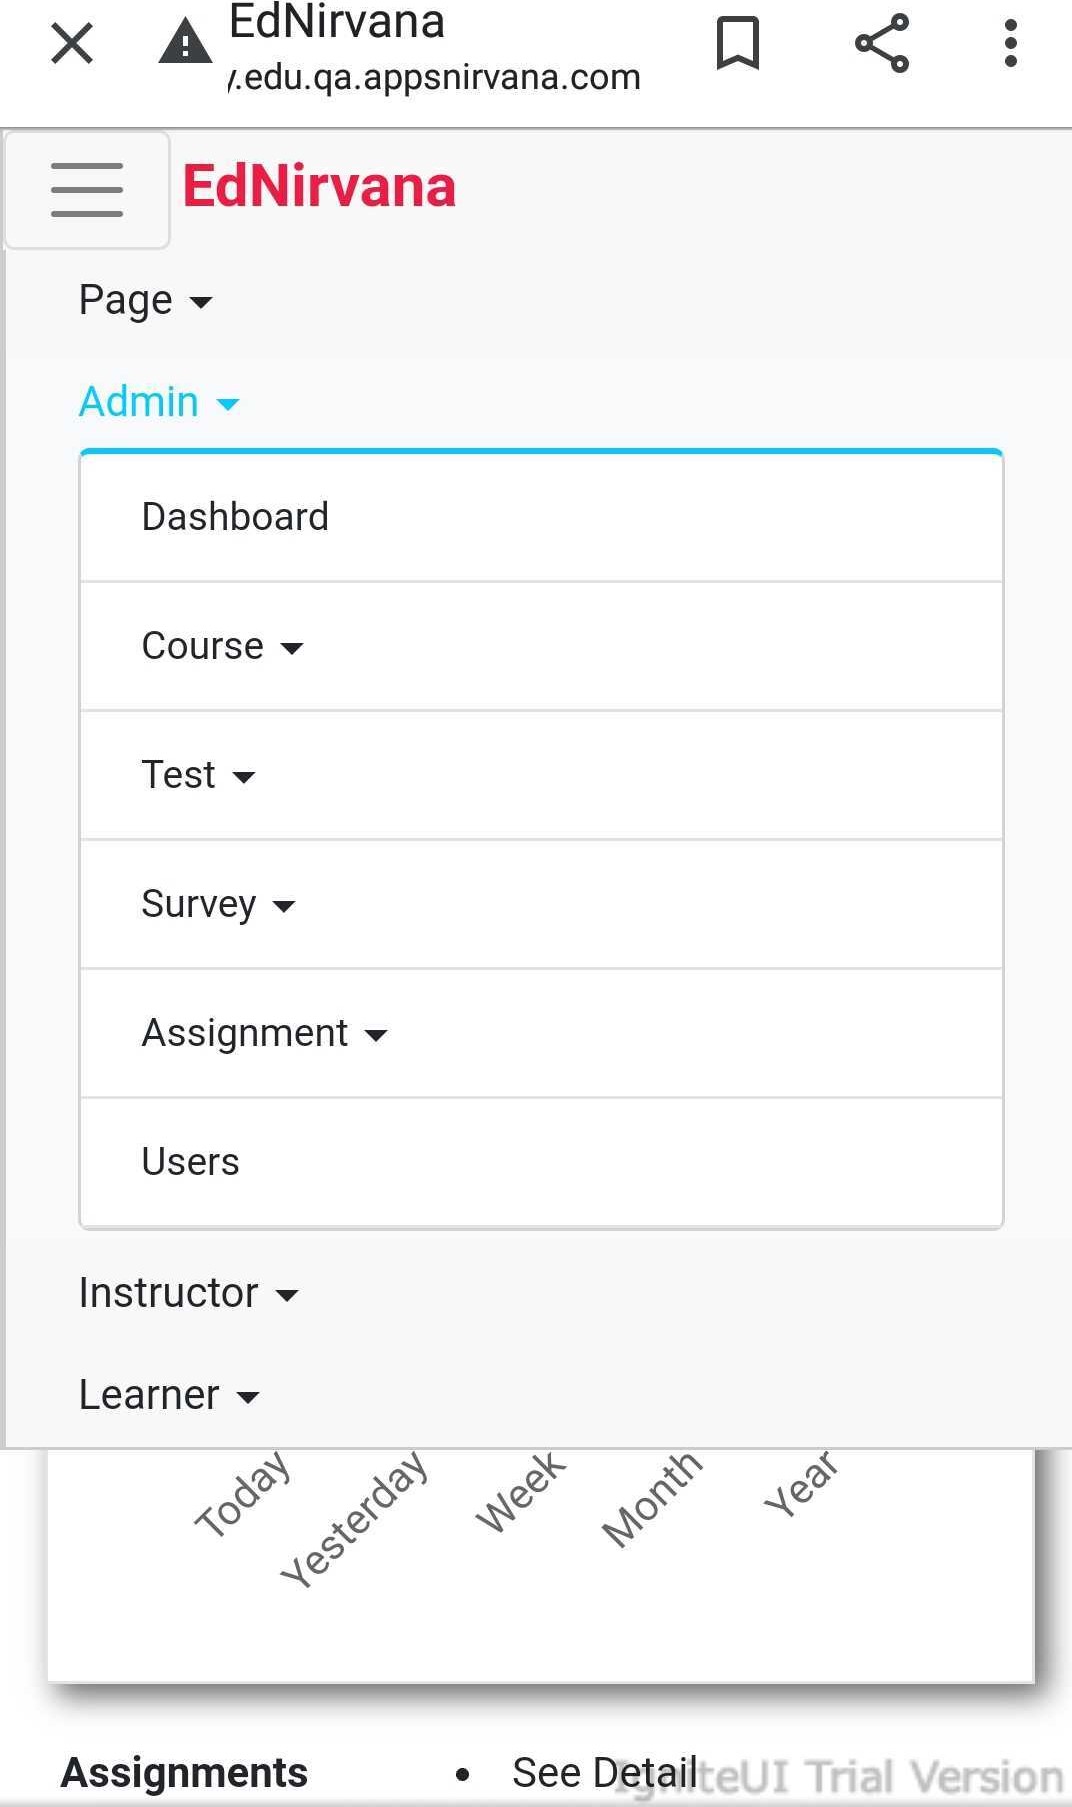 EdNirvana
.edu.qa.appsnirvana.com
EdNirvana
Page
Admin
Dashboard
Course
Test
Survey
Assignment
Users
Instructor
Learner
Today
Yesterday
Week
Month
Year
Assignments
• See Detail
IgniteUI Trial Version